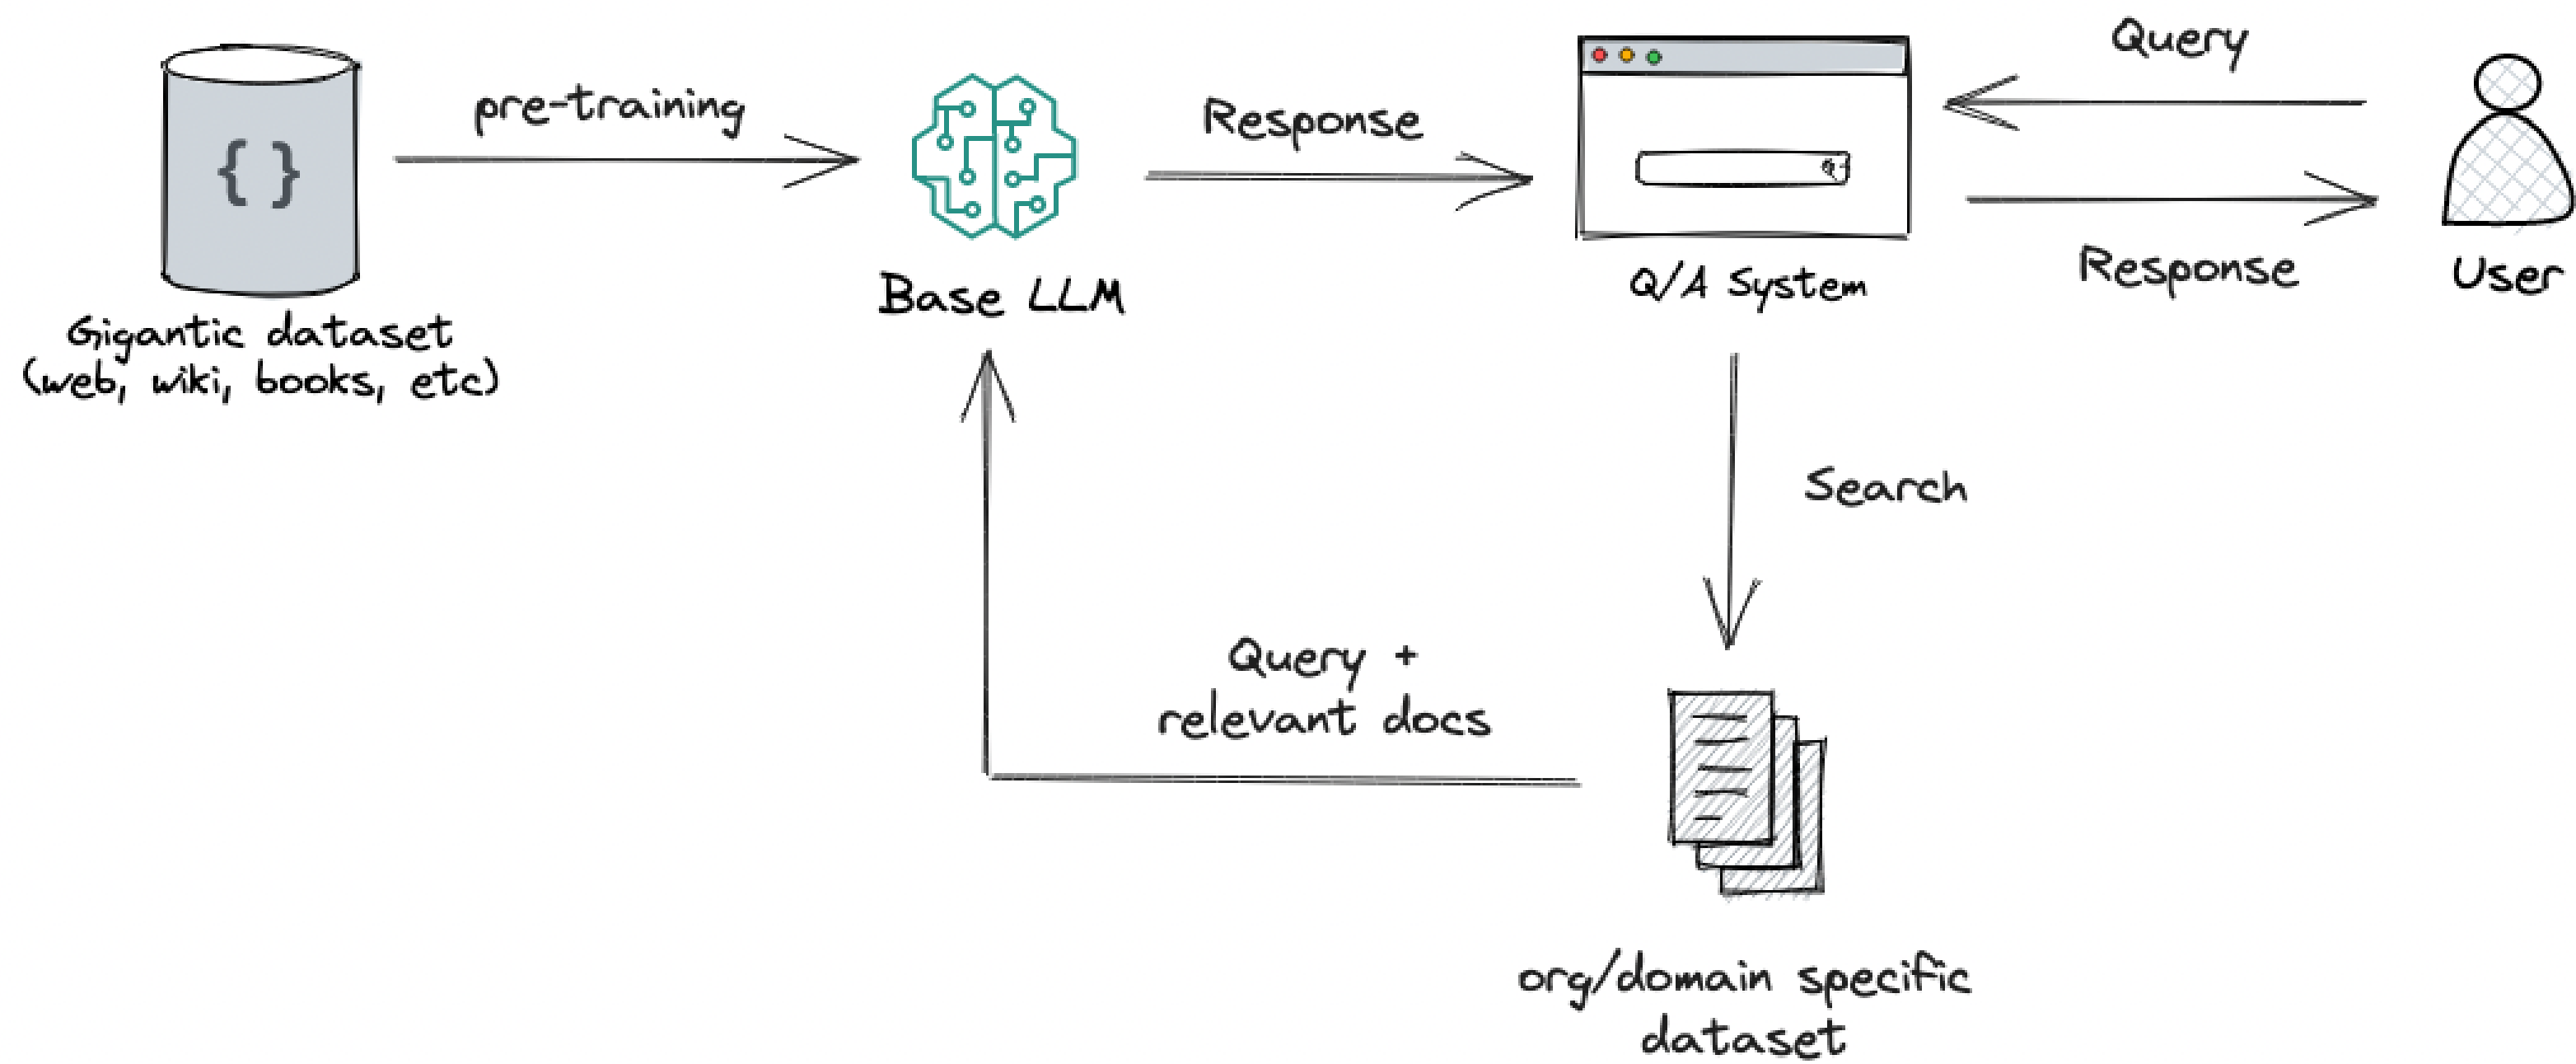 Query
pre-training
Response
{ }
Base LLM
Q/A System
Response
User
Gigantic dataset
(web, wiki, books, etc)
Search
Query +
relevant docs
org/domain specific
dataset